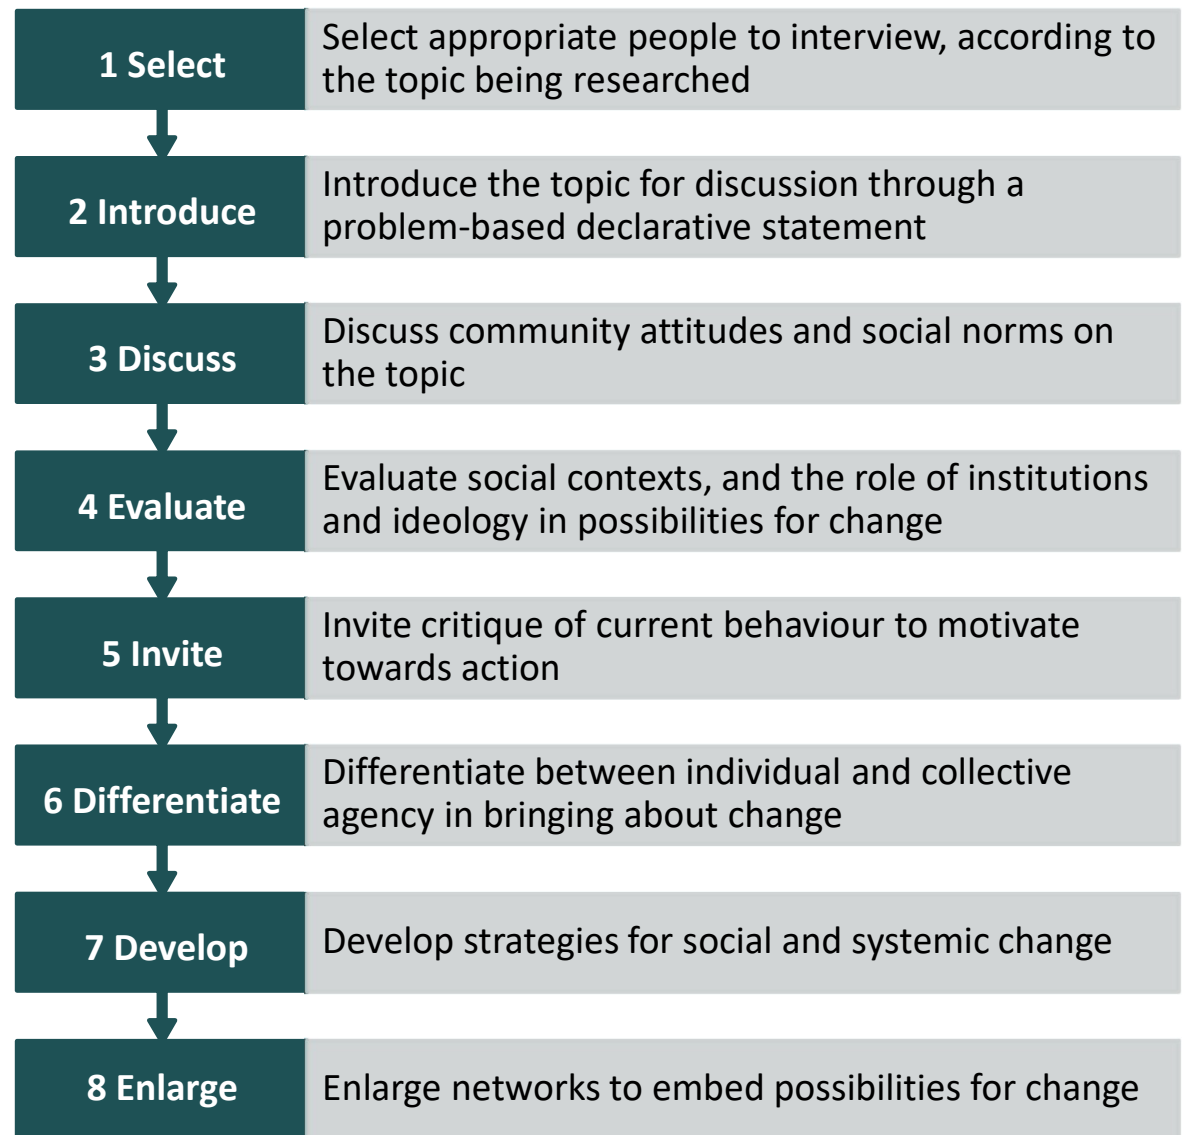 1 Select
Select appropriate people to interview, according to
the topic being researched
2 Introduce
Introduce the topic for discussion through a
problem-based declarative statement
3 Discuss
Discuss community attitudes and social norms on
the topic
4 Evaluate
Evaluate social contexts, and the role of institutions
and ideology in possibilities for change
5 Invite
Invite critique of current behaviour to motivate
towards action
6 Differentiate
Differentiate between individual and collective
agency in bringing about change
7 Develop
Develop strategies for social and systemic change
8 Enlarge
Enlarge networks to embed possibilities for change